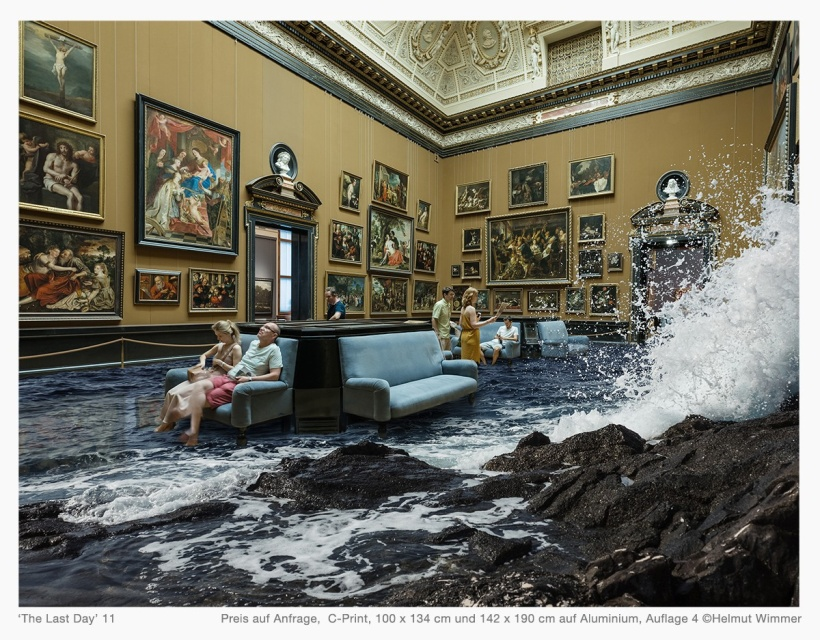 ‘The Last Day’ 11 Preis auf Anfrage, C-Print, 100 x 134 cm und 142 x 190 cm auf Aluminium, Auflage 4 ©Helmut Wimmer